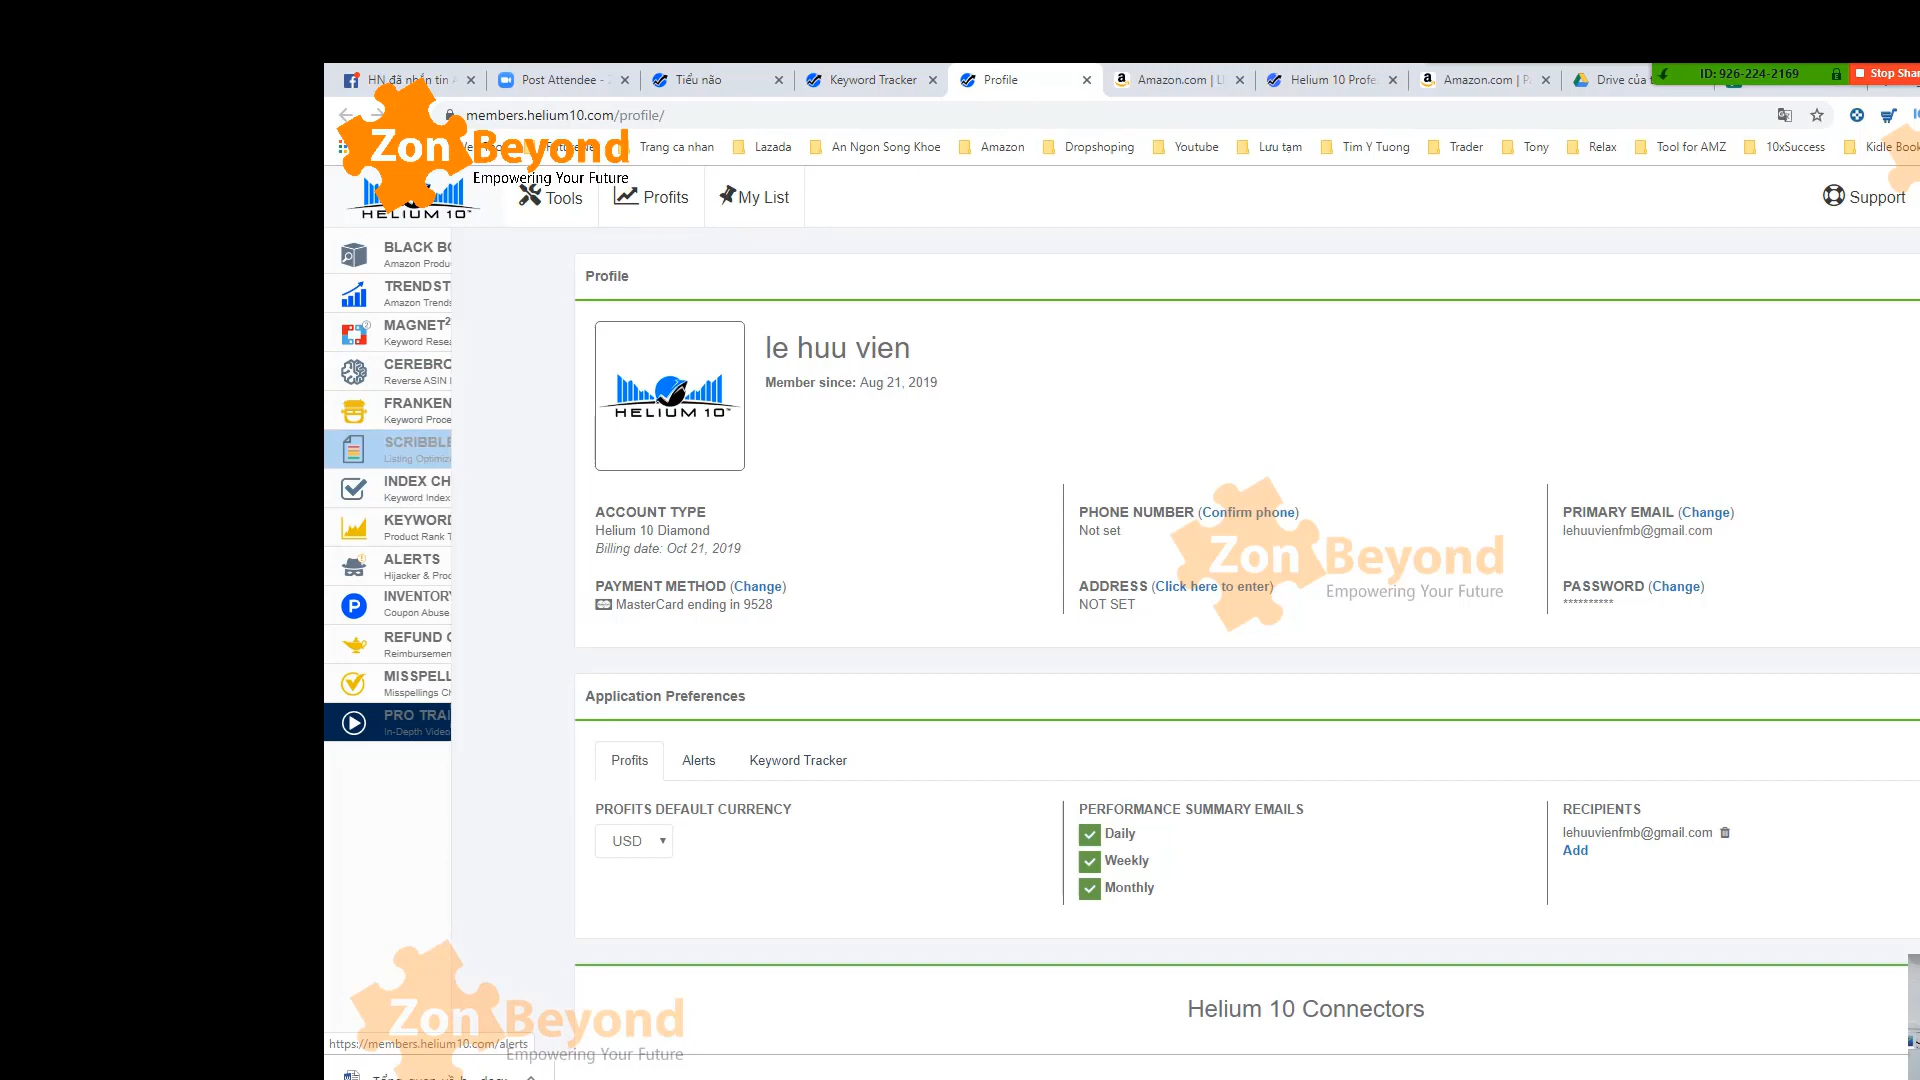 HN đã nhắn tin
Post Attendee -
Tiểu não
Keyword Tracker
Profile
Amazon.com | L
Helium 10 Profe
Amazon.com | P
Drive của t
ID: 926-224-2169
Stop Shar
members.helium10.com/profile/
Trang ca nhan
Lazada
An Ngon Song Khoe
Amazon
Dropshoping
Youtube
Lưu tạm
Tim Y Tuong
Trader
Tony
Relax
Tool for AMZ
10xSuccess
Kidle Book
Zon Beyond
Empowering Your Future
HELIUM 10
Tools
Profits
My List
Support
BLACK BO
Amazon Produ
TRENDST
Amazon Trends
MAGNET2
Keyword Resea
CEREBRO
Reverse ASIN
FRANKEN
Keyword Proce
SCRIBBLE
Listing Optimiz
INDEX CH
Keyword Index
KEYWORD
Product Rank T
ALERTS
Hijacker & Proc
INVENTORY
Coupon Abuse
REFUND
Reimbursemen
MISSPELL
Misspellings Ch
PRO TRAI
In-Depth Video
Profile
HELIUM 10
le huu vien
Member since: Aug 21, 2019
ACCOUNT TYPE
Helium 10 Diamond
Billing date: Oct 21, 2019
PAYMENT METHOD (Change)
MasterCard ending in 9528
PHONE NUMBER (Confirm phone)
Not set
ADDRESS (Click here to enter)
NOT SET
PRIMARY EMAIL (Change)
lehuuvienfmb@gmail.com
PASSWORD (Change)
**********
Zon Beyond
Empowering Your Future
Application Preferences
Profits
Alerts
Keyword Tracker
PROFITS DEFAULT CURRENCY
USD
PERFORMANCE SUMMARY EMAILS
Daily
Weekly
Monthly
RECIPIENTS
lehuuvienfmb@gmail.com
Add
Helium 10 Connectors
Zon Beyond
Empowering Your Future
https://members.helium10.com/alerts